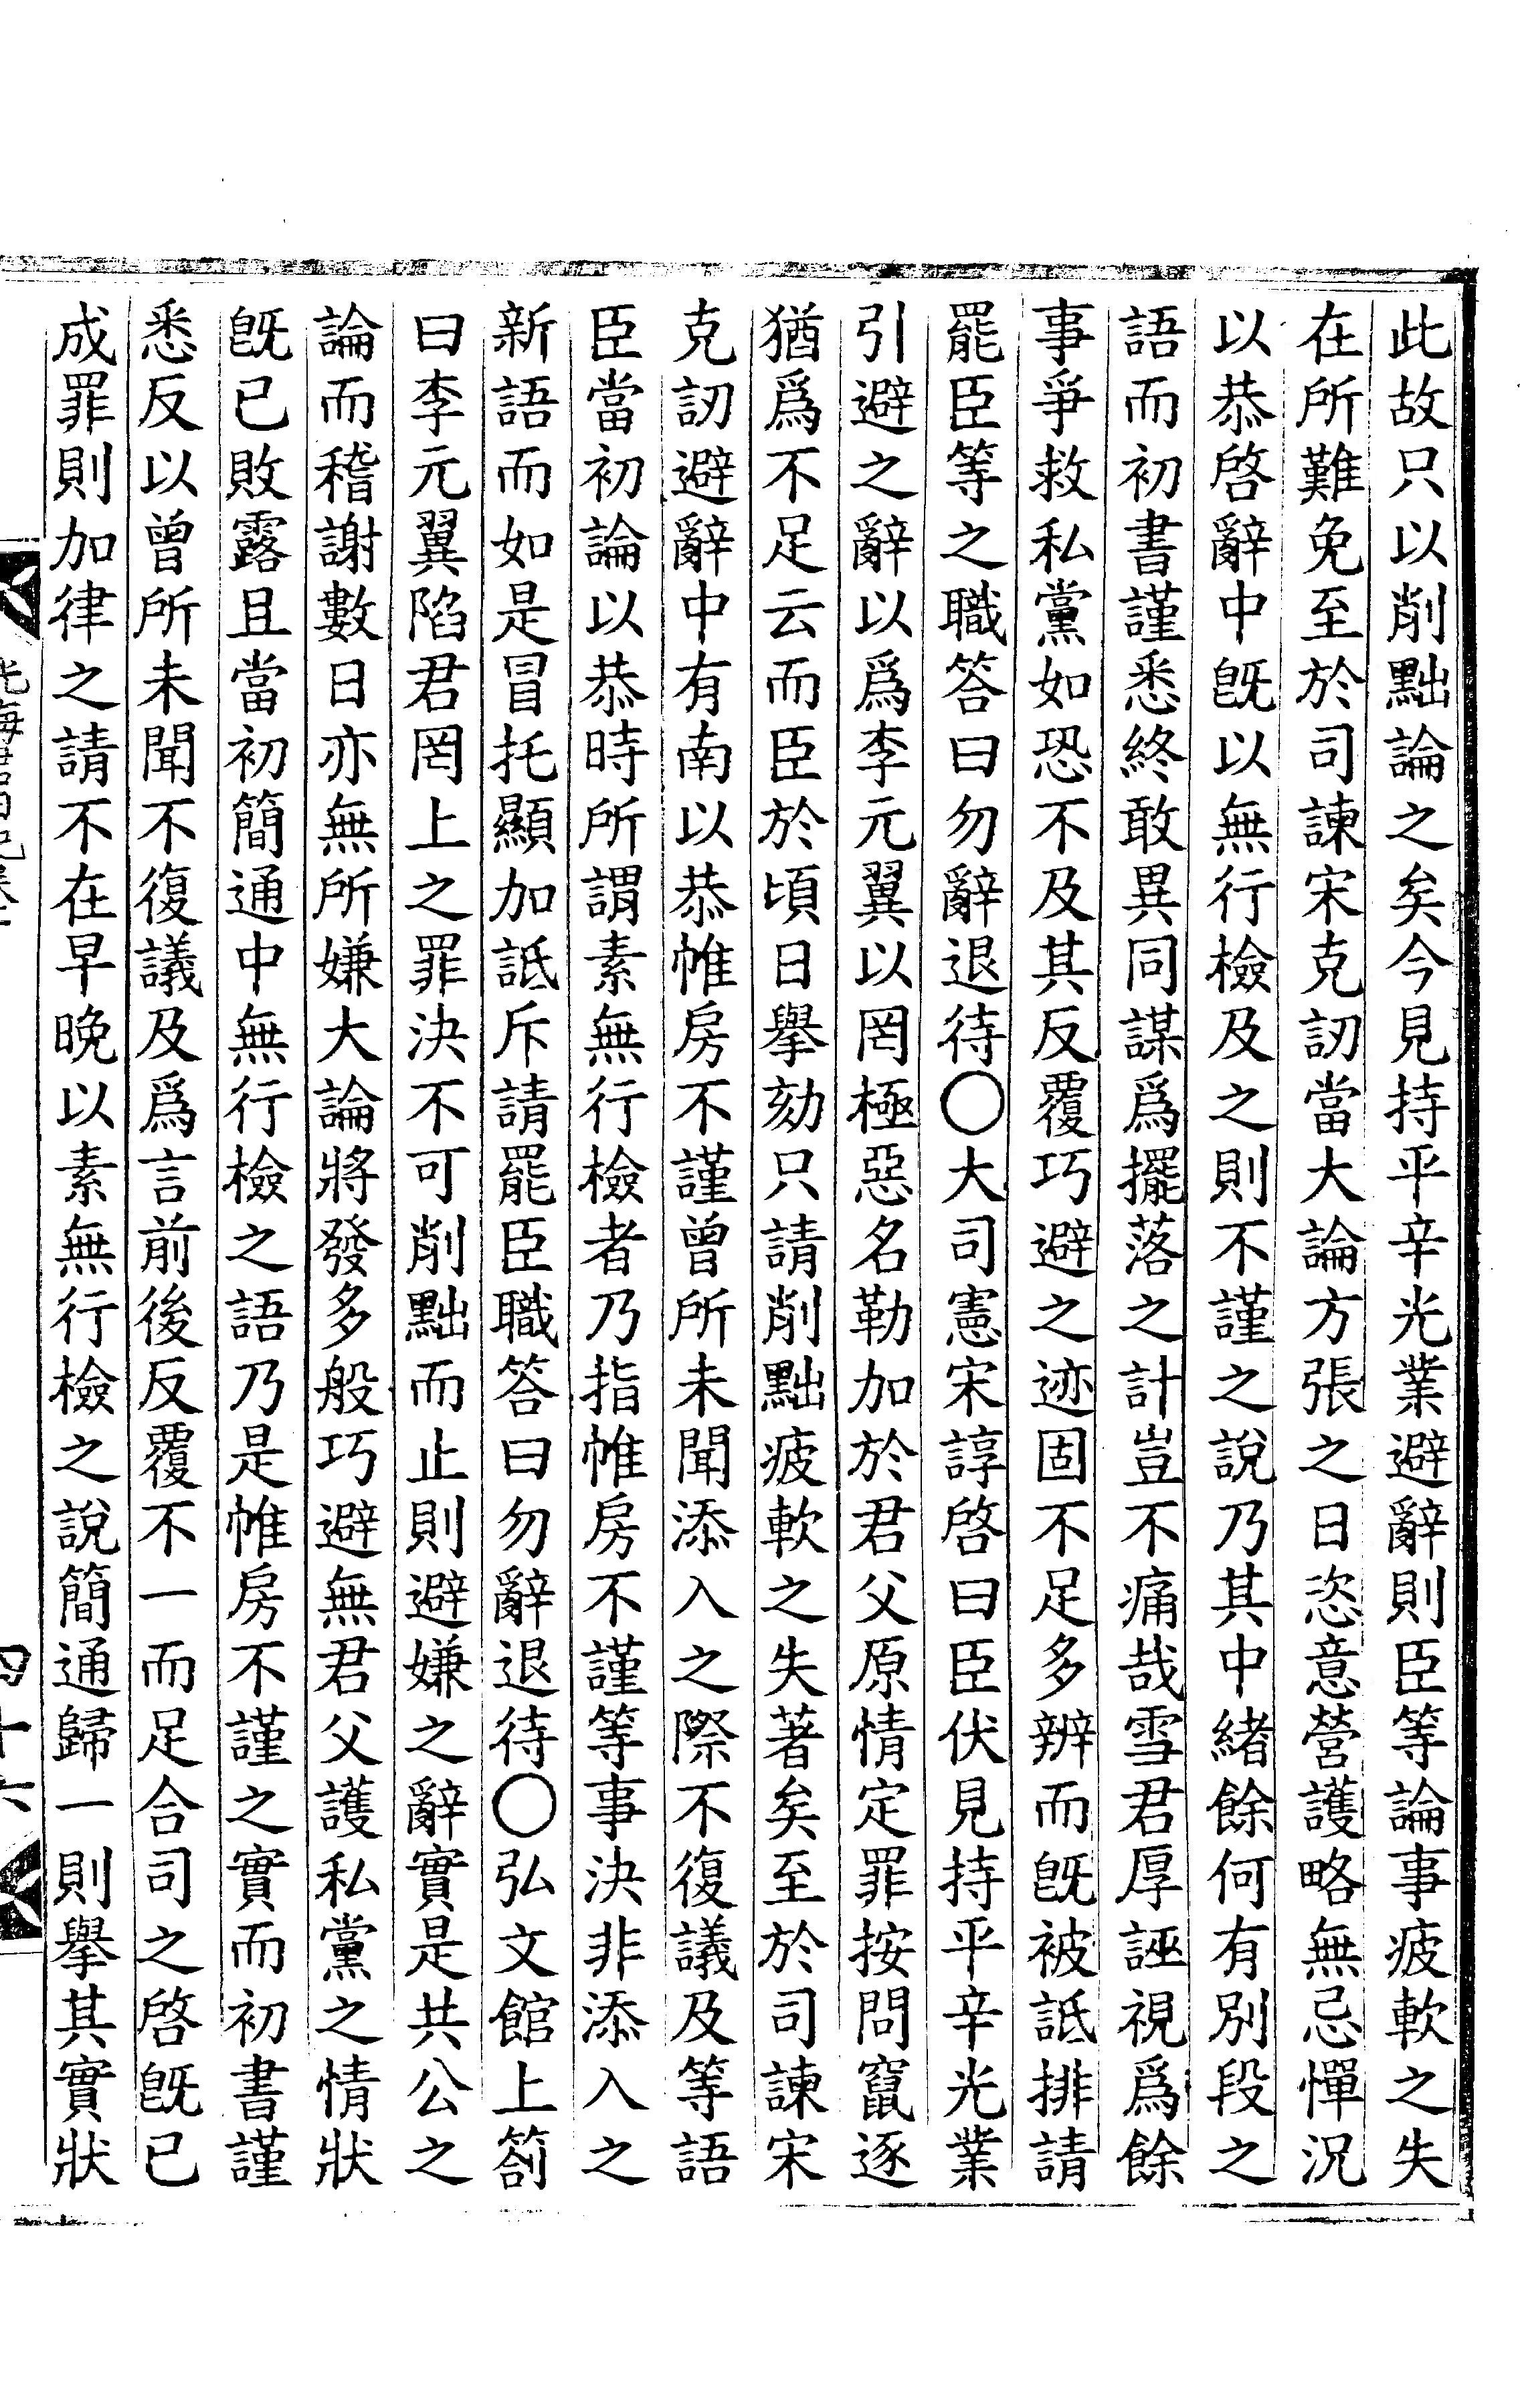 此故只以削黜論之矣今見持平辛光業避辭則臣等論事疲軟之失
在所難免至於司諫宋克訒當大論方張之日恣意營護略無忌憚況
以恭啓辭中旣以無行檢及之則不謹之說乃其中緖餘何有別段之
語而初書謹悉終敢異同謀爲擺落之計豈不痛哉雪君厚誣視爲餘
事爭救私黨如恐不及其反覆巧避之迹固不足多辨而旣被詆排請
罷臣等之職答曰勿辭退待〇大司憲宋諄啓曰臣伏見持平辛光業
引避之辭以爲李元翼以罔極惡名勒加於君父原情定罪按問竄逐
猶爲不足云而臣於頃日擧劾只請削黜疲軟之失著矣至於司諫宋
克訒避辭中有南以恭帷房不謹曾所未聞添入之際不復議及等語
臣當初論以恭時所謂素無行檢者乃指帷房不謹等事決非添入之
新語而如是冒托顯加詆斥請罷臣職答曰勿辭退待〇弘文館上箚
曰李元翼陷君罔上之罪決不可削黜而止則避嫌之辭實是共公之
論而稽謝數日亦無所嫌大論將發多般巧避無君父護私黨之情狀
旣已敗露且當初簡通中無行檢之語乃是帷房不謹之實而初書謹
悉反以曾所未聞不復議及爲言前後反覆不一而足合司之啓旣已
成罪則加律之請不在早晚以素無行檢之說簡通歸一則擧其實狀
四十六